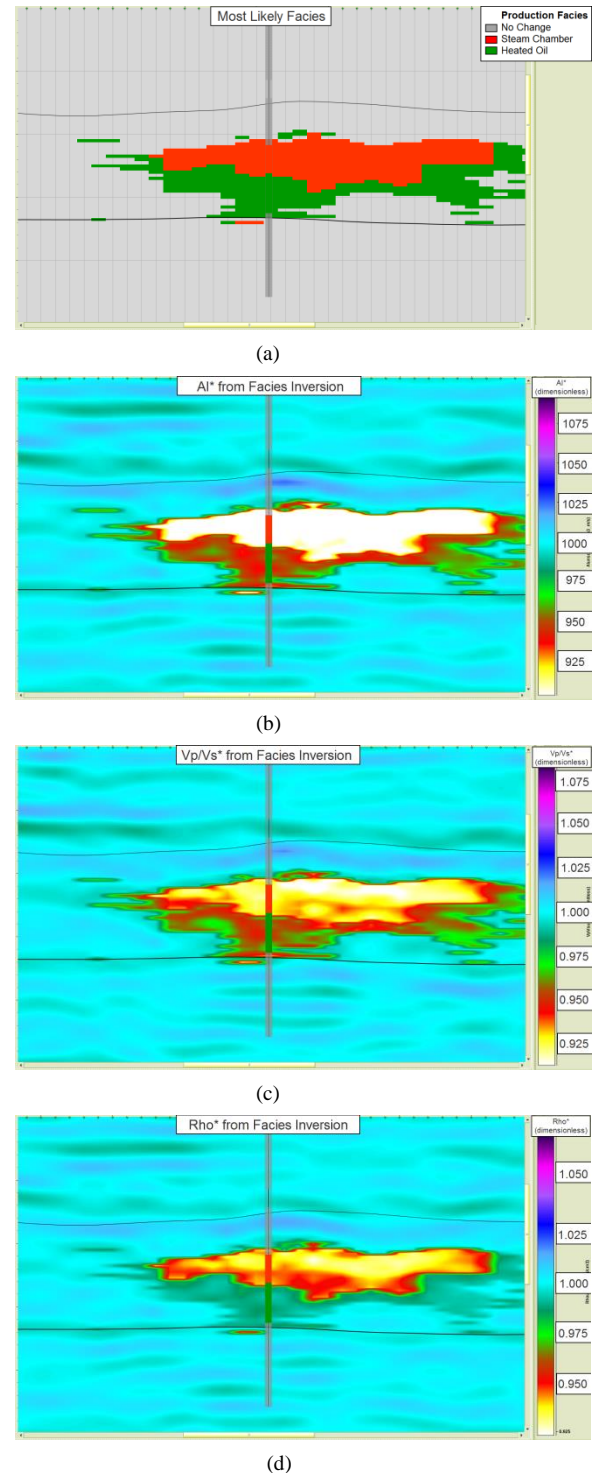 Most Likely Facies
Production Facies
No Change
Steam Chamber
Heated Oil
(a)
AI* from Facies Inversion
AI*
(dimensionless)
1075
1050
1025
1000
975
950
925
(b)
Vp/Vs* from Facies Inversion
Vp/Vs*
(dimensionless)
1.075
1.050
1.025
1.000
0.975
0.950
0.925
(c)
Rho* from Facies Inversion
Rho*
(dimensionless)
1.050
1.025
1.000
0.975
0.950
(d)